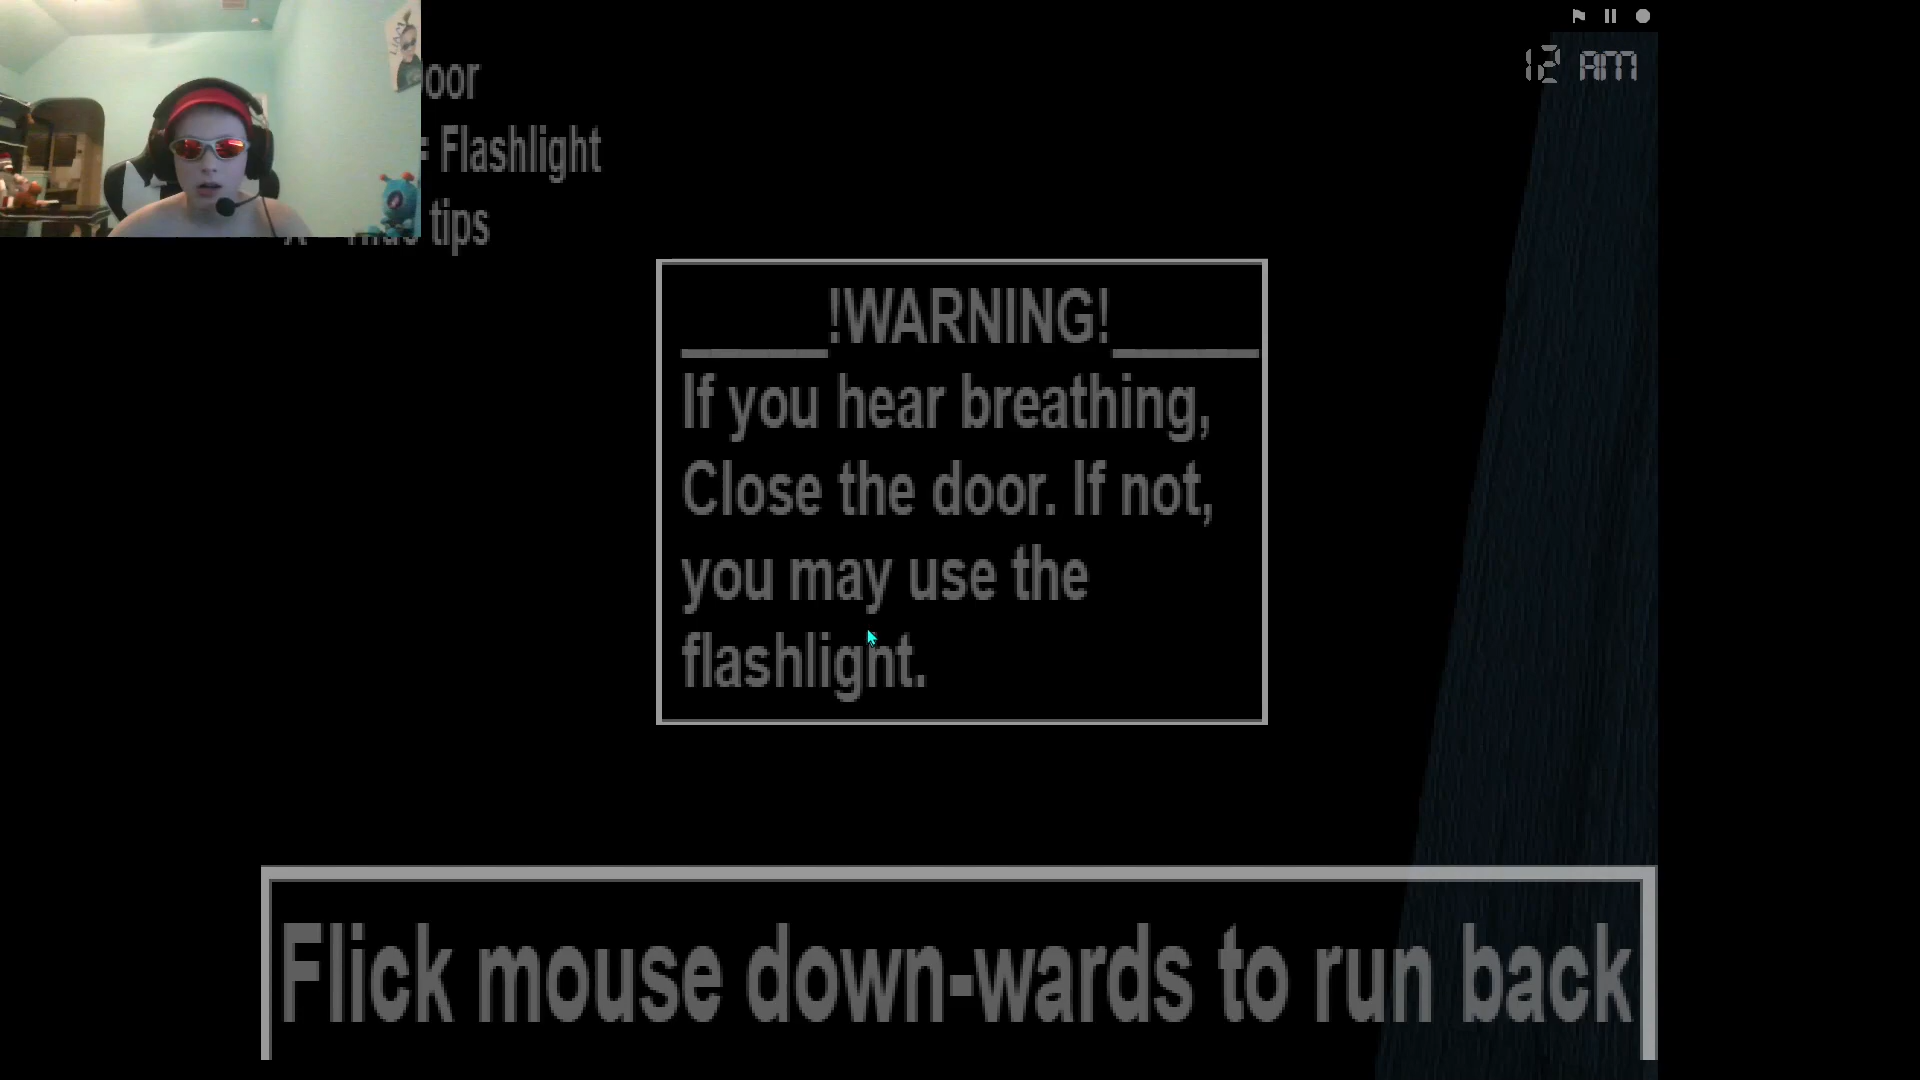 12 AM
oor
= Flashlight
tips
_____!WARNING!_____
If you hear breathing,
Close the door. If not,
you may use the
flashlight.
Flick mouse down-wards to run back